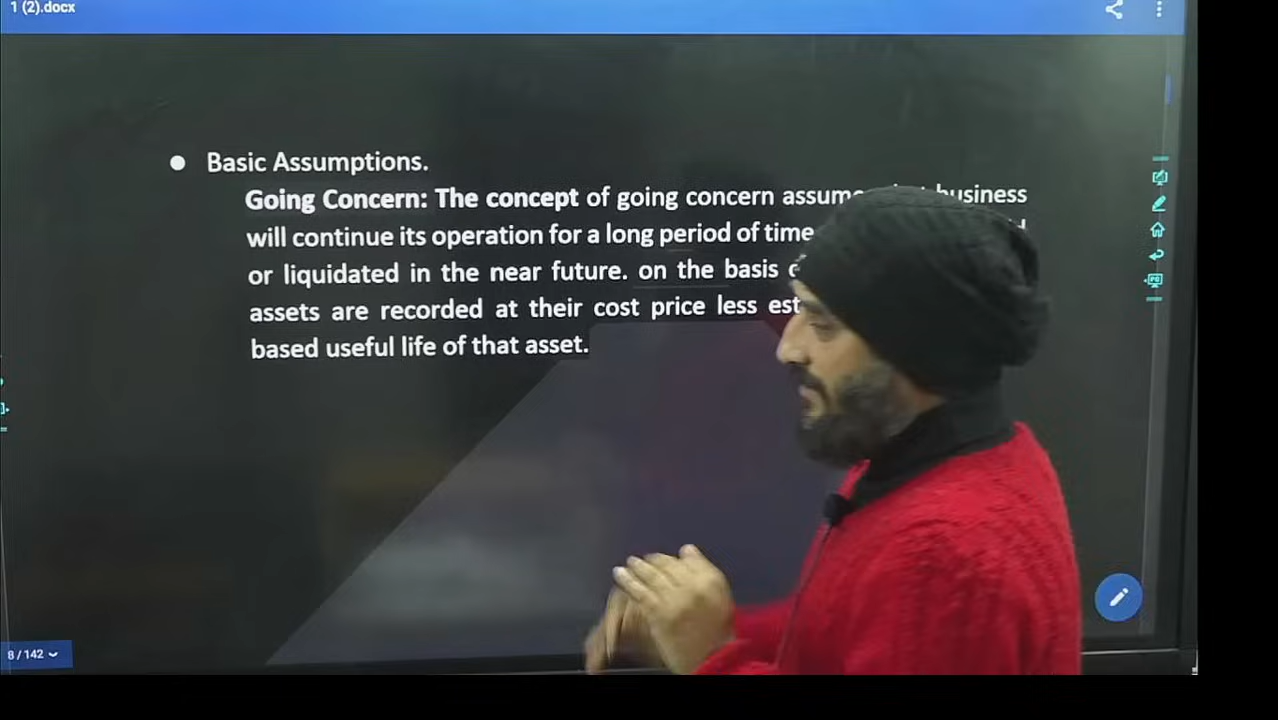 1 (2).docx
Basic Assumptions.
Going Concern: The concept of going concern business
will continue its operation for a long period of time
or liquidated in the near future. on the basis
assets are recorded at their cost price less
based useful life of that asset.
8 / 142